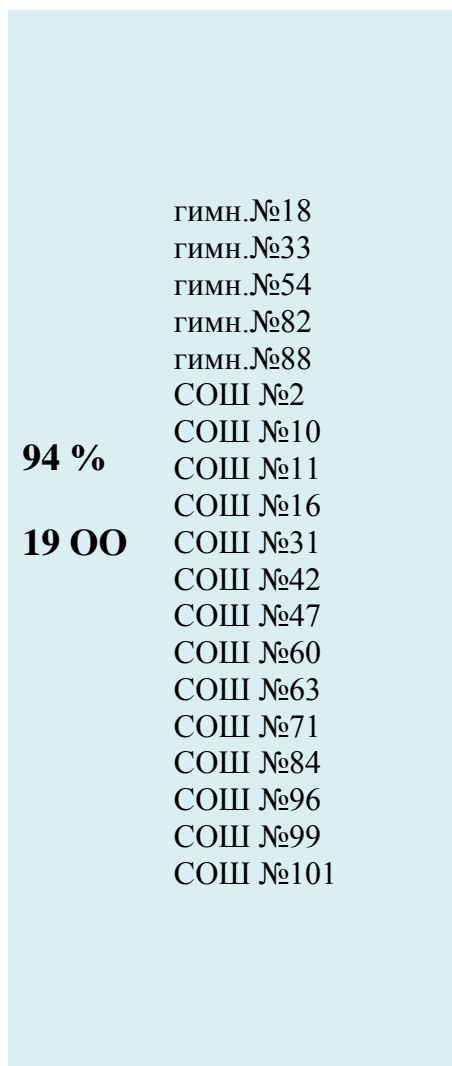 94 %
19 ОО
гимн.№18
гимн.№33
гимн.№54
гимн.№82
гимн.№88
СОШ №2
СОШ №10
СОШ №11
СОШ №16
СОШ №31
СОШ №42
СОШ №47
СОШ №60
СОШ №63
СОШ №71
СОШ №84
СОШ №96
СОШ №99
СОШ №101